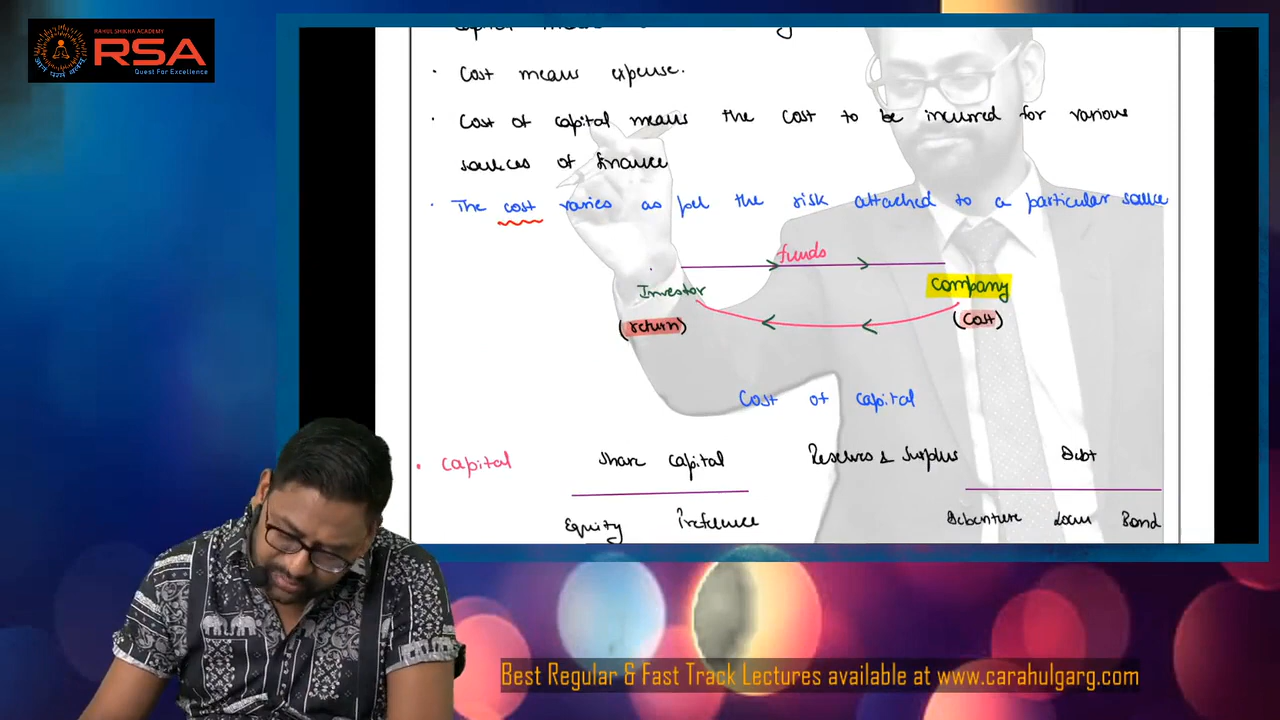 RAHUL SHIKHA ACADEMY
RSA
Quest For Excellence
Cost means expense.
Cost of capital means the cost to be incurred for various
sources of finance
The cost varies as per the risk attached to a particular source
funds
Investor
company
(return)
(cost)
Cost of capital
Capital
Share Capital
Reserves & Surplus
Debt
Equity
Preference
Debenture
Loan
Bond
Best Regular & Fast Track Lectures available at www.carahulgarg.com